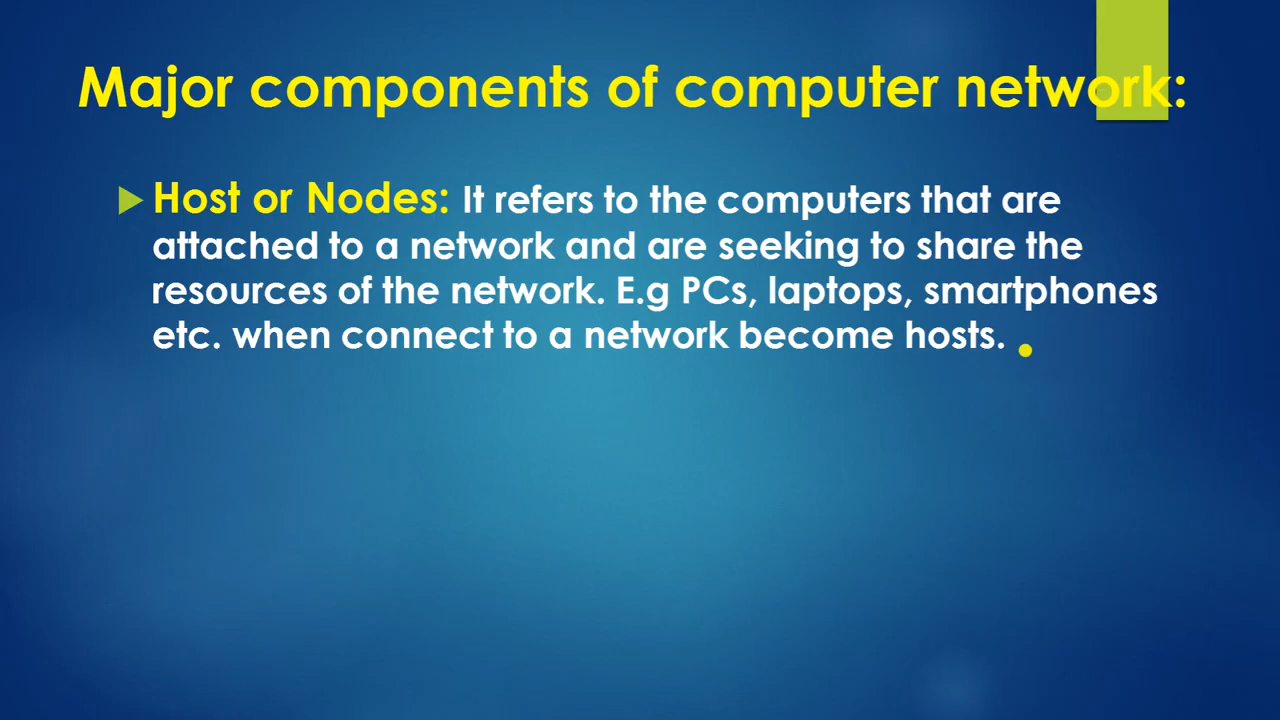 Major components of computer network:
Host or Nodes: It refers to the computers that are
attached to a network and are seeking to share the
resources of the network. E.g PCs, laptops, smartphones
etc. when connect to a network become hosts. .